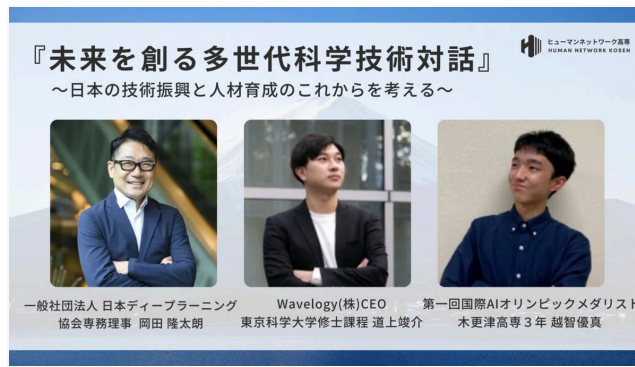 ヒューマンネットワーク高専
HUMAN NETWORK KOSEN
『未来を創る多世代科学技術対話』
～日本の技術振興と人材育成のこれからを考える～
一般社団法人 日本ディープラーニング
協会専務理事 岡田 隆太朗
Wavelogy(株)CEO
東京科学大学修士課程 道上竣介
第一回国際AIオリンピックメダリスト
木更津高専３年 越智優真